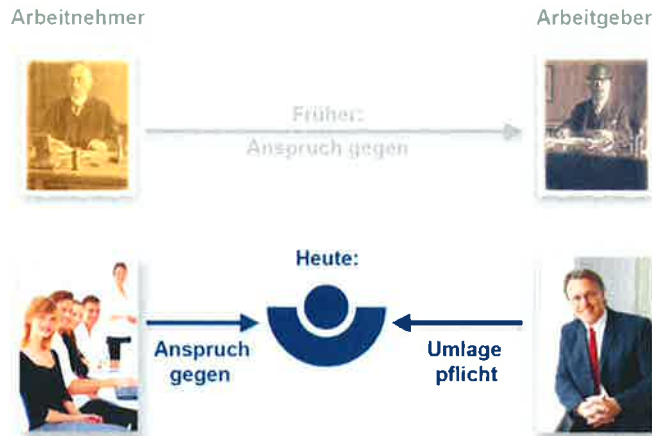 Arbeitnehmer
Arbeitgeber
Früher:
Anspruch gegen
Heute:
Anspruch
gegen
Umlage
pflicht